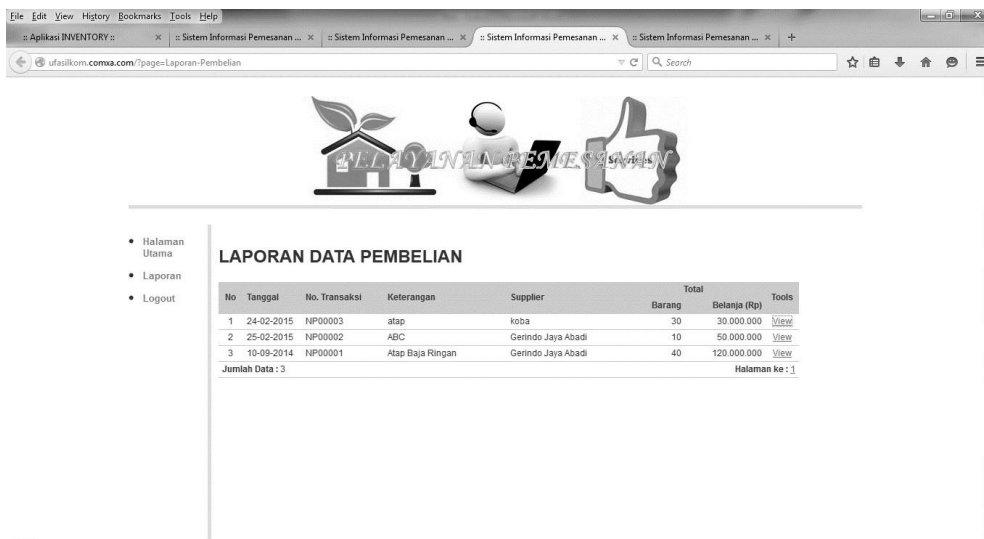 File Edit View History Bookmarks Tools Help
:: Aplikasi INVENTORY :: × :: Sistem Informasi Pemesanan ... × :: Sistem Informasi Pemesanan ... × :: Sistem Informasi Pemesanan ... × :: Sistem Informasi Pemesanan ... × +
ufasilkom.comxa.com/?page=Laporan-Pembelian Search
PELAYANAN PEMESANAN
Services
Halaman Utama
Laporan
Logout
LAPORAN DATA PEMBELIAN
No Tanggal No. Transaksi Keterangan Supplier Total Tools
Barang Belanja (Rp)
1 24-02-2015 NP00003 atap koba 30 30.000.000 View
2 25-02-2015 NP00002 ABC Gerindo Jaya Abadi 10 50.000.000 View
3 10-09-2014 NP00001 Atap Baja Ringan Gerindo Jaya Abadi 40 120.000.000 View
Jumlah Data : 3 Halaman ke : 1